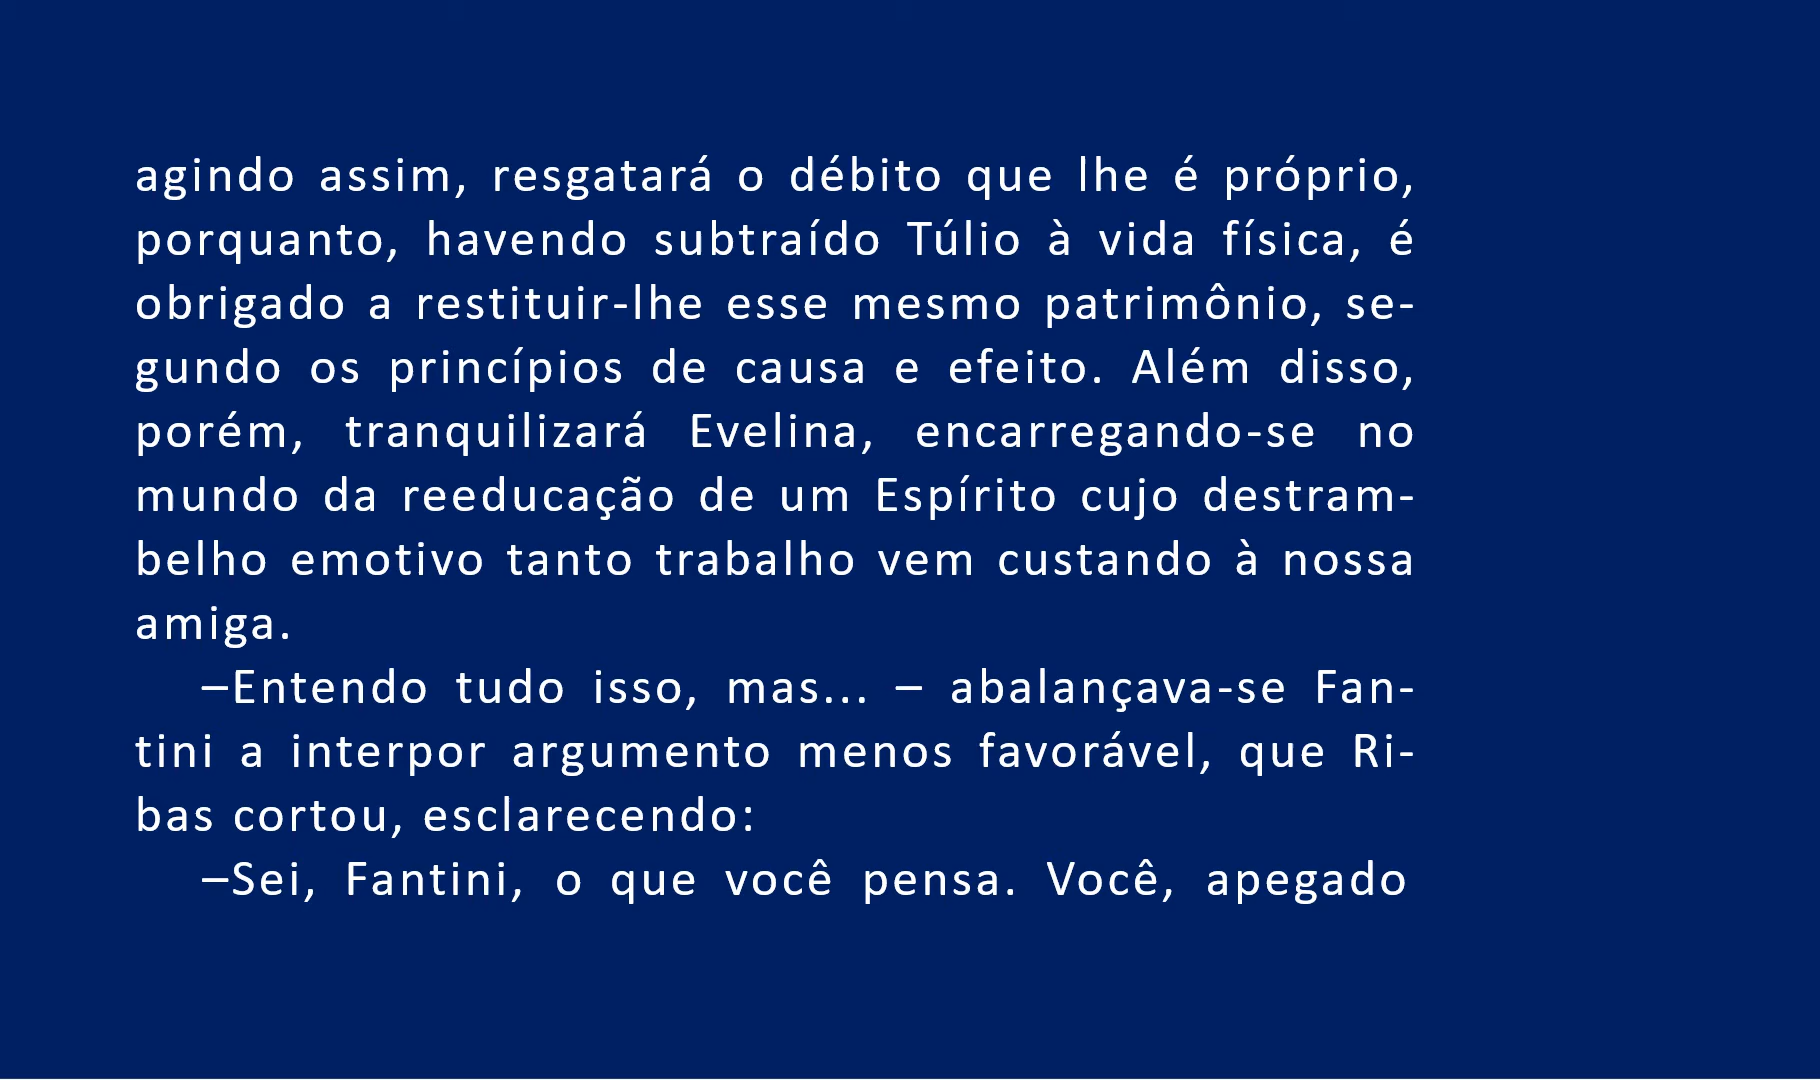 agindo assim, resgatará o débito que lhe é próprio,
porquanto, havendo subtraído Túlio à vida física, é
obrigado a restituir-lhe esse mesmo patrimônio, se-
gundo os princípios de causa e efeito. Além disso,
porém, tranquilizará Evelina, encarregando-se no
mundo da reeducação de um Espírito cujo destram-
belho emotivo tanto trabalho vem custando à nossa
amiga.
–Entendo tudo isso, mas... – abalançava-se Fan-
tini a interpor argumento menos favorável, que Ri-
bas cortou, esclarecendo:
–Sei, Fantini, o que você pensa. Você, apegado